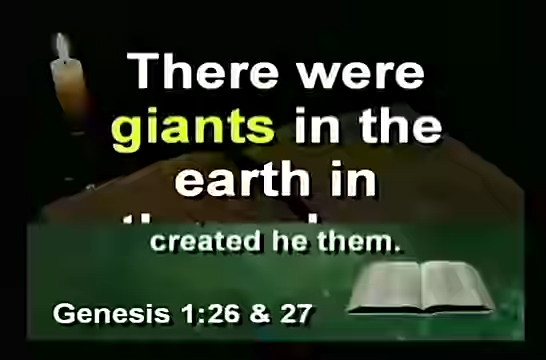 There were
giants in the
earth in
created he them.
Genesis 1:26 & 27